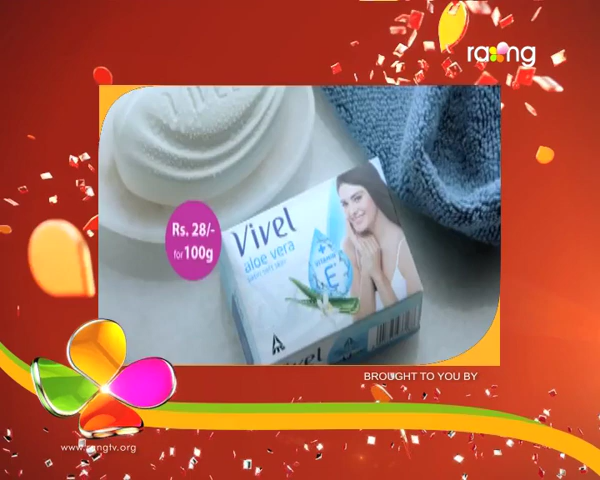 rang
Rs. 28/-
for 100g
Vivel
aloe vera
VITAMIN
E
Vivel
BROUGHT TO YOU BY
www.rangtv.org